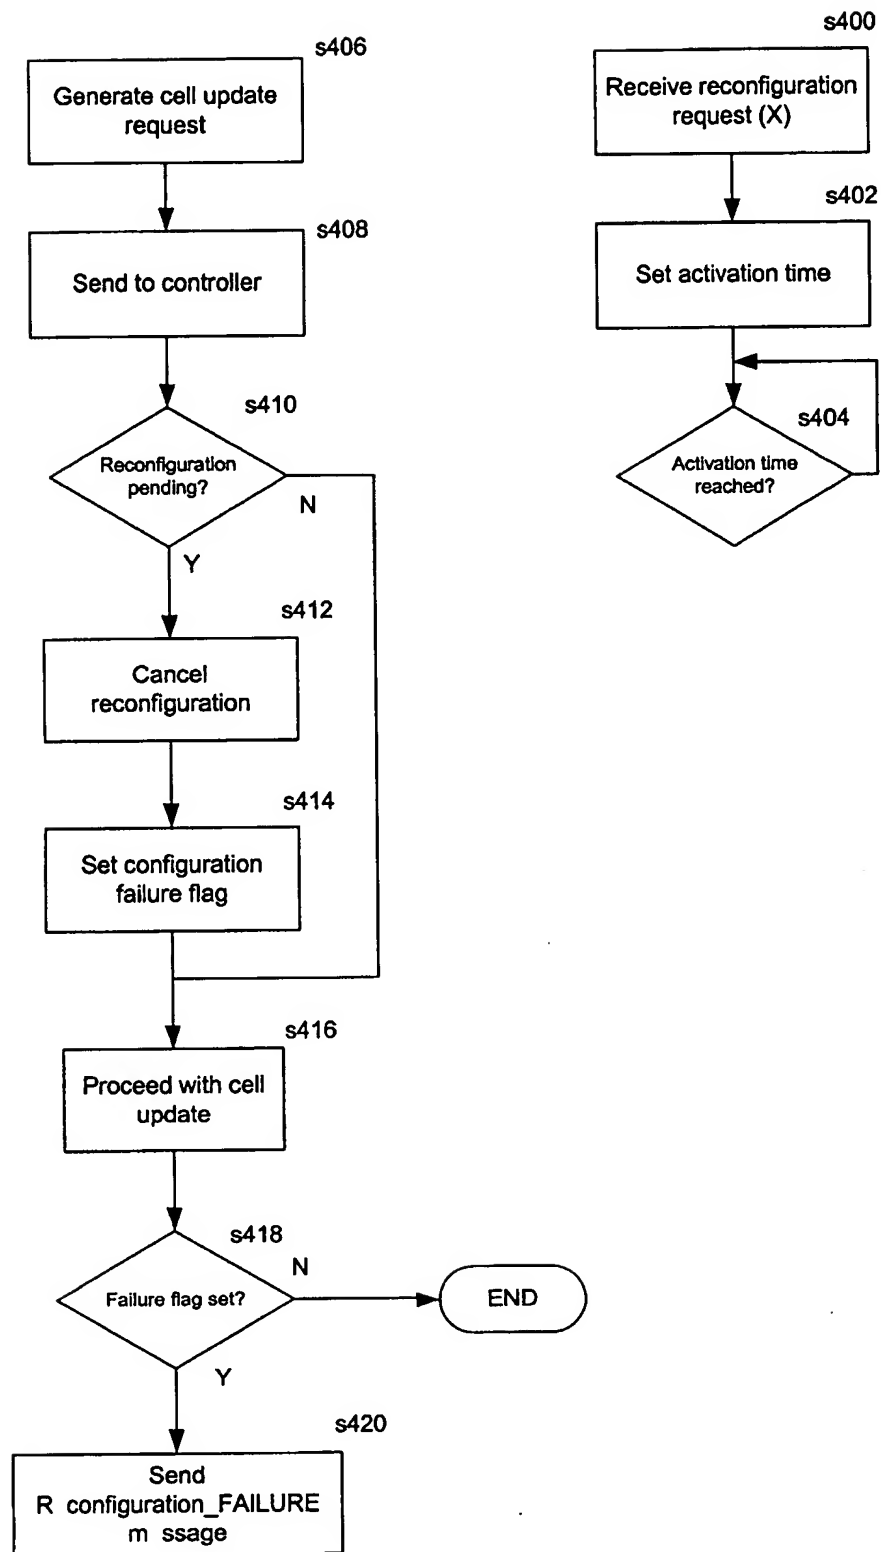 s406
Generate cell update
request
s408
Send to controller
s410
Reconfiguration
pending?
N
Y
s412
Cancel
reconfiguration
s414
Set configuration
failure flag
s416
Proceed with cell
update
s418
Failure flag set?
N
END
Y
s420
Send
R configuration_FAILURE
m ssage
s400
Receive reconfiguration
request (X)
s402
Set activation time
s404
Activation time
reached?